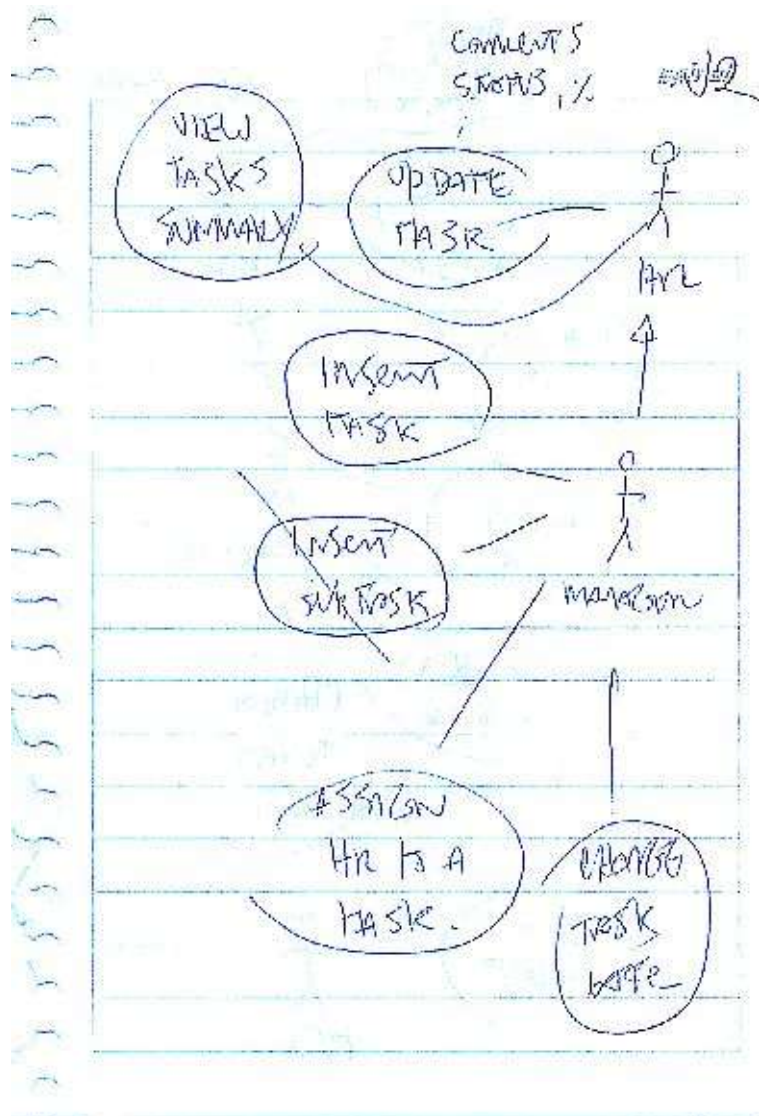 COMMENTS
STATUS, %
VIEW
TASKS
SUMMARY
UPDATE
TASK
HR
INSERT
TASK
INSERT
SUBTASK
MANAGER
ASSIGN
HR TO A
TASK.
CHANGE
TASK
DATE